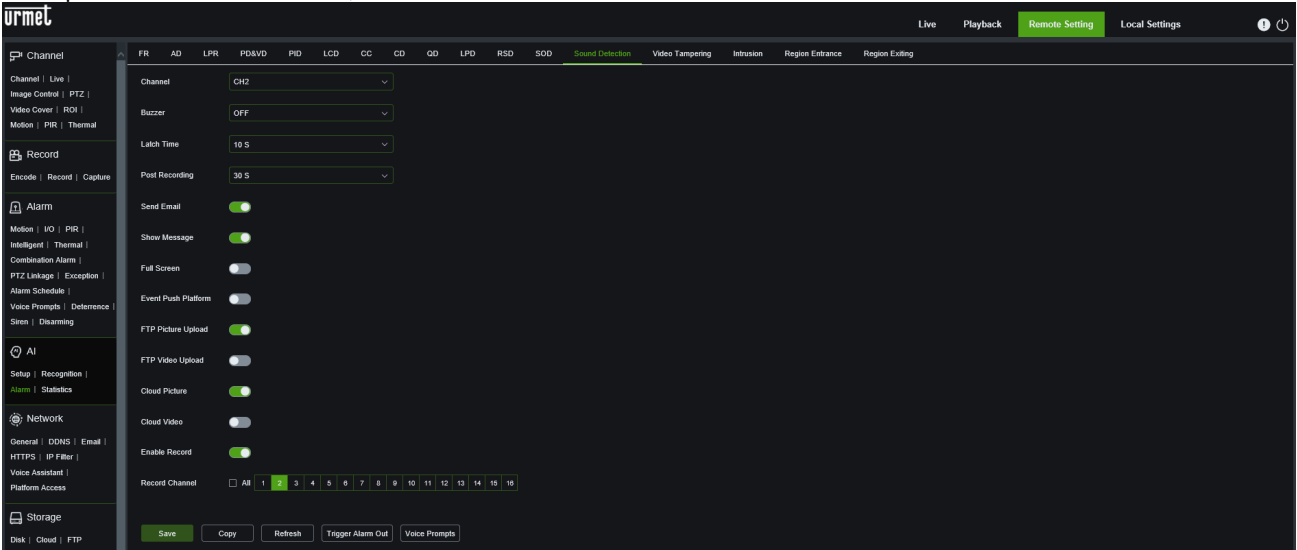 urmet
Live Playback Remote Setting Local Settings
Channel
Channel | Live |
Image Control | PTZ |
Video Cover | ROI |
Motion | PIR | Thermal
Record
Encode | Record | Capture
Alarm
Motion | I/O | PIR |
Intelligent | Thermal |
Combination Alarm |
PTZ Linkage | Exception |
Alarm Schedule |
Voice Prompts | Deterrence |
Siren | Disarming
AI
Setup | Recognition |
Alarm | Statistics
Network
General | DDNS | Email |
HTTPS | IP Filter |
Voice Assistant |
Platform Access
Storage
Disk | Cloud | FTP
FR AD LPR PD&VD PID LCD CC CD QD LPD RSD SOD Sound Detection Video Tampering Intrusion Region Entrance Region Exiting
Channel CH2
Buzzer OFF
Latch Time 10 S
Post Recording 30 S
Send Email
Show Message
Full Screen
Event Push Platform
FTP Picture Upload
FTP Video Upload
Cloud Picture
Cloud Video
Enable Record
Record Channel All 1 2 3 4 5 6 7 8 9 10 11 12 13 14 15 16
Save Copy Refresh Trigger Alarm Out Voice Prompts